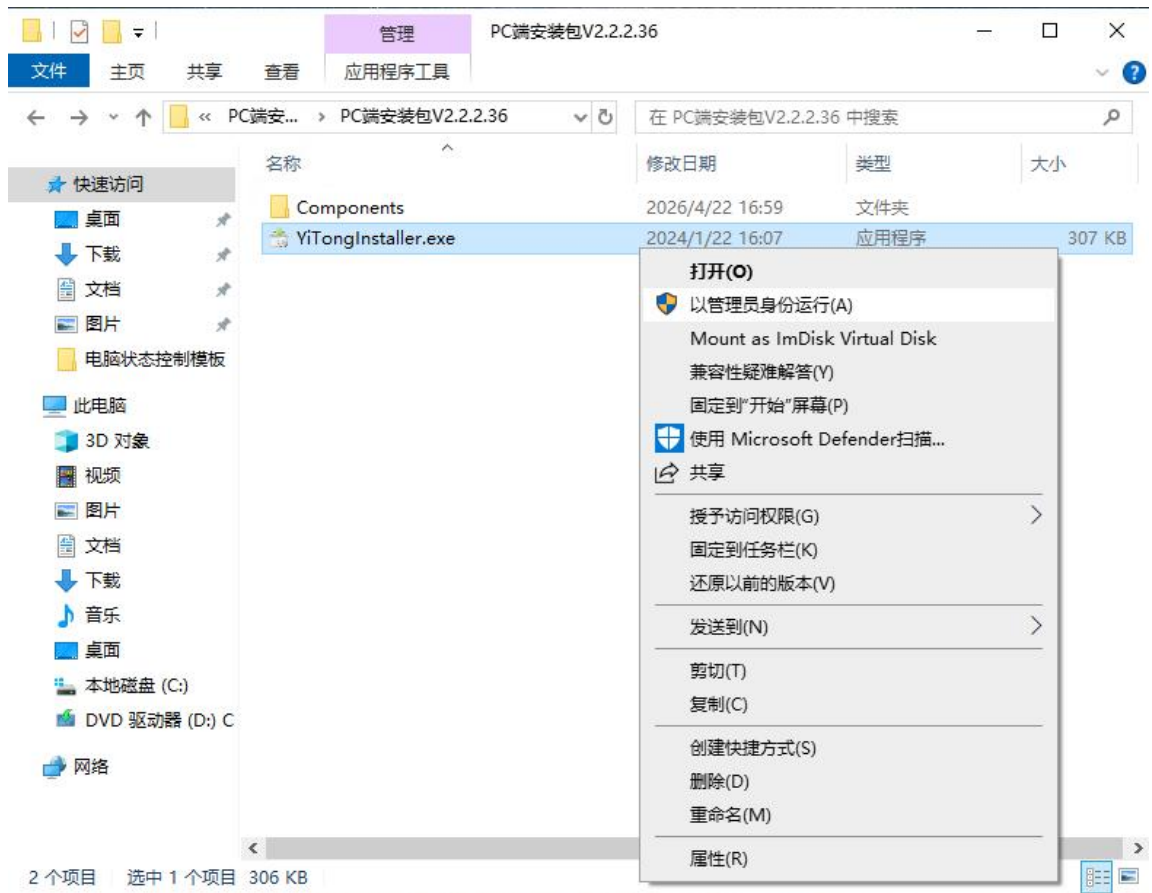 管理
PC端安装包V2.2.2.36
文件
主页
共享
查看
应用程序工具
« PC端安... › PC端安装包V2.2.2.36
在 PC端安装包V2.2.2.36 中搜索
名称
修改日期
类型
大小
快速访问
桌面
下载
文档
图片
电脑状态控制模板
此电脑
3D 对象
视频
图片
文档
下载
音乐
桌面
本地磁盘 (C:)
DVD 驱动器 (D:) C
网络
Components 2026/4/22 16:59 文件夹
YiTongInstaller.exe 2024/1/22 16:07 应用程序 307 KB
打开(O)
以管理员身份运行(A)
Mount as ImDisk Virtual Disk
兼容性疑难解答(Y)
固定到"开始"屏幕(P)
使用 Microsoft Defender扫描...
共享
授予访问权限(G)
固定到任务栏(K)
还原以前的版本(V)
发送到(N)
剪切(T)
复制(C)
创建快捷方式(S)
删除(D)
重命名(M)
属性(R)
2 个项目 选中 1 个项目 306 KB